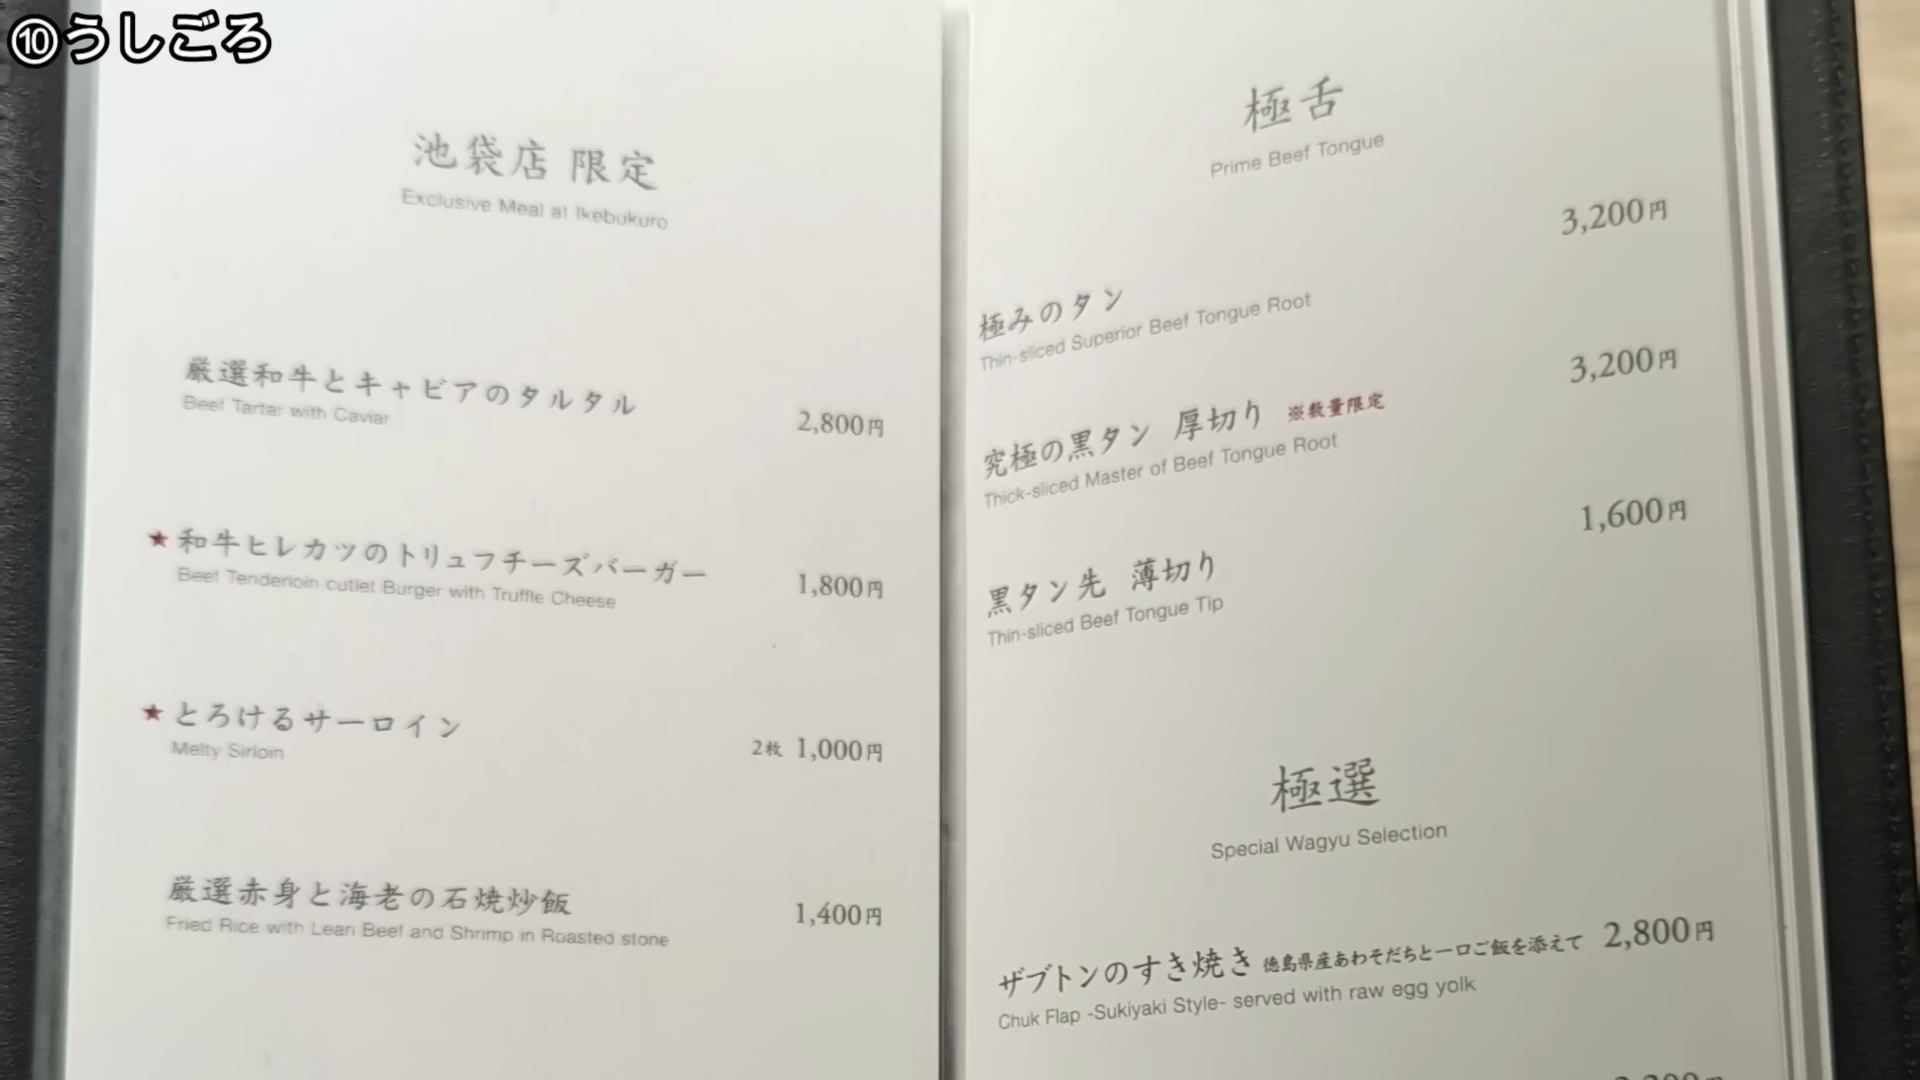 ⑩うしごろ
池袋店 限定
Exclusive Meal at Ikebukuro
厳選和牛とキャビアのタルタル
Beef Tartar with Caviar
2,800円
★和牛ヒレカツのトリュフチーズバーガー
Beef Tenderloin cutlet Burger with Truffle Cheese
1,800円
★とろけるサーロイン
Melty Sirloin
2枚 1,000円
厳選赤身と海老の石焼炒飯
Fried Rice with Lean Beef and Shrimp in Roasted stone
1,400円
極舌
Prime Beef Tongue
3,200円
極みのタン
Thin-sliced Superior Beef Tongue Root
3,200円
究極の黒タン 厚切り ※数量限定
Thick-sliced Master of Beef Tongue Root
1,600円
黒タン先 薄切り
Thin-sliced Beef Tongue Tip
極選
Special Wagyu Selection
ザブトンのすき焼き 徳島県産あわそだちと一口ご飯を添えて 2,800円
Chuk Flap -Sukiyaki Style- served with raw egg yolk